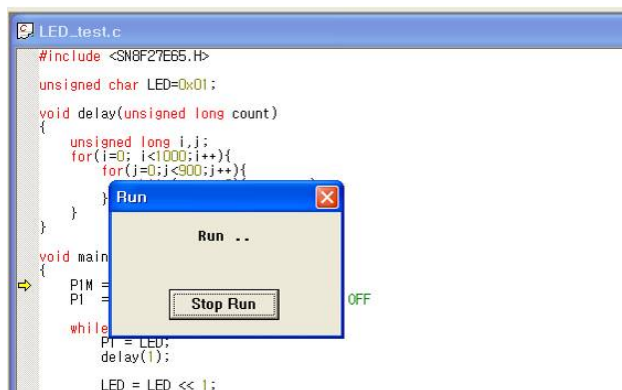 LED_test.c
#include <SN8F27E65.H>
unsigned char LED=0x01;
void delay(unsigned long count)
{
unsigned long i,j;
for(i=0; i<1000;i++){
for(j=0;j<900;j++){
}
}
}
Run
Run ..
Stop Run
void main
{
P1M =
P1 = OFF
while
P1 = LED;
delay(1);
LED = LED << 1;